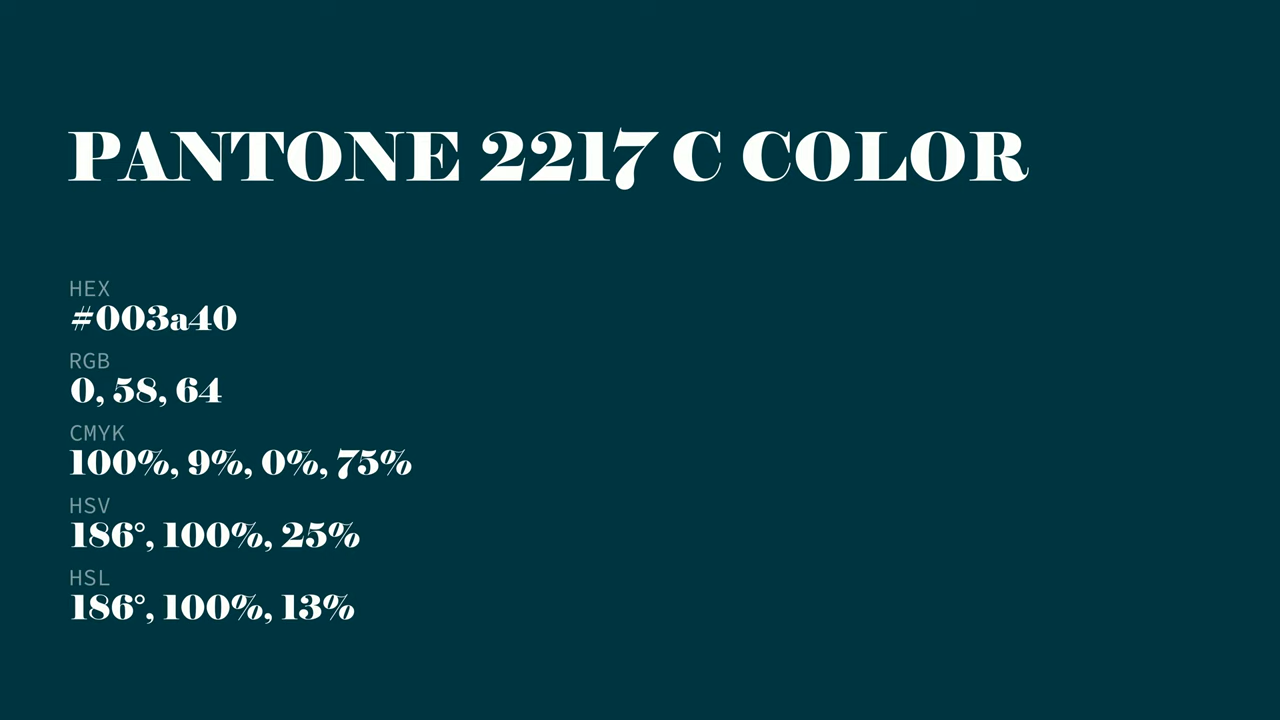 PANTONE 2217 C COLOR
HEX
#003a40
RGB
0, 58, 64
CMYK
100%, 9%, 0%, 75%
HSV
186°, 100%, 25%
HSL
186°, 100%, 13%